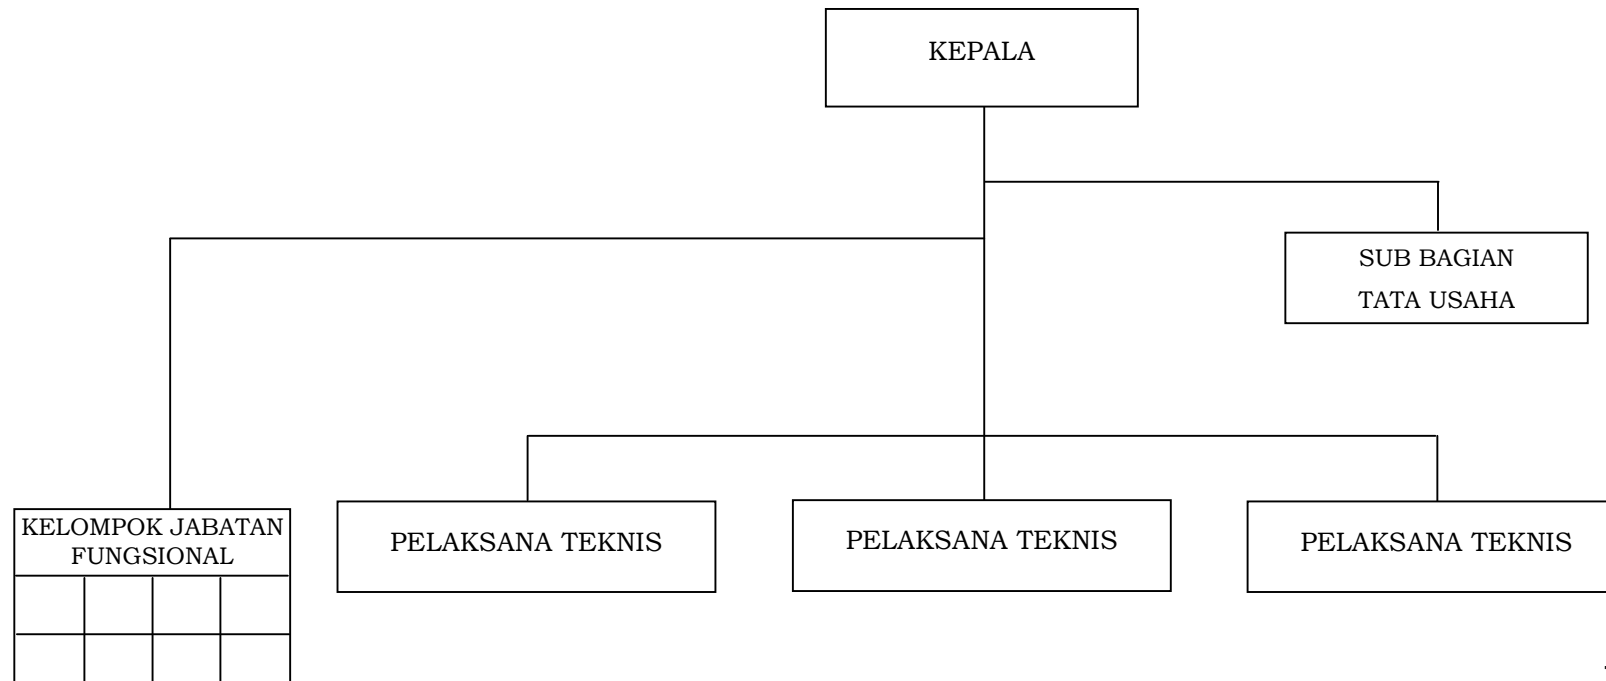 KEPALA
SUB BAGIAN
TATA USAHA
KELOMPOK JABATAN
FUNGSIONAL
PELAKSANA TEKNIS
PELAKSANA TEKNIS
PELAKSANA TEKNIS